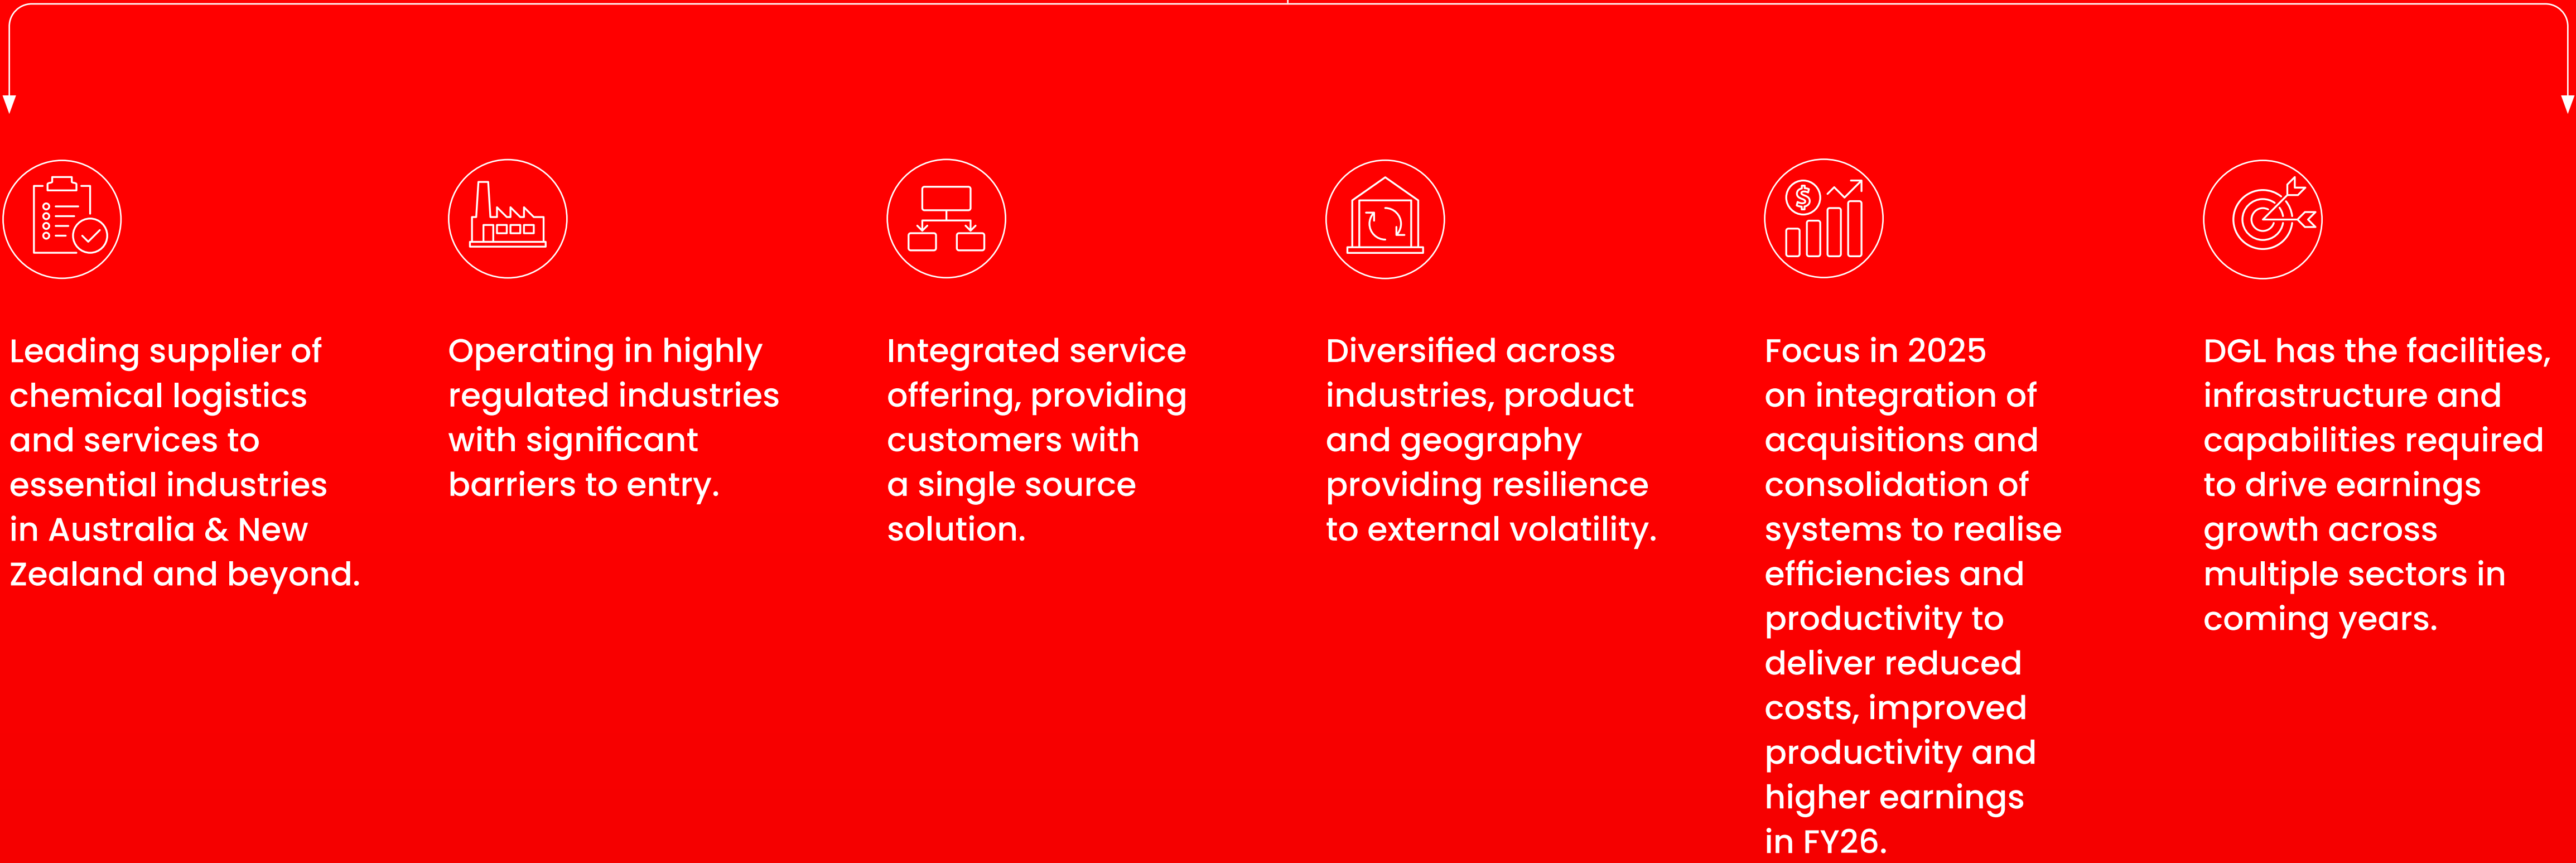 Leading supplier of
chemical logistics
and services to
essential industries
in Australia & New
Zealand and beyond.
Operating in highly
regulated industries
with significant
barriers to entry.
Integrated service
offering, providing
customers with
a single source
solution.
Diversified across
industries, product
and geography
providing resilience
to external volatility.
Focus in 2025
on integration of
acquisitions and
consolidation of
systems to realise
efficiencies and
productivity to
deliver reduced
costs, improved
productivity and
higher earnings
in FY26.
DGL has the facilities,
infrastructure and
capabilities required
to drive earnings
growth across
multiple sectors in
coming years.